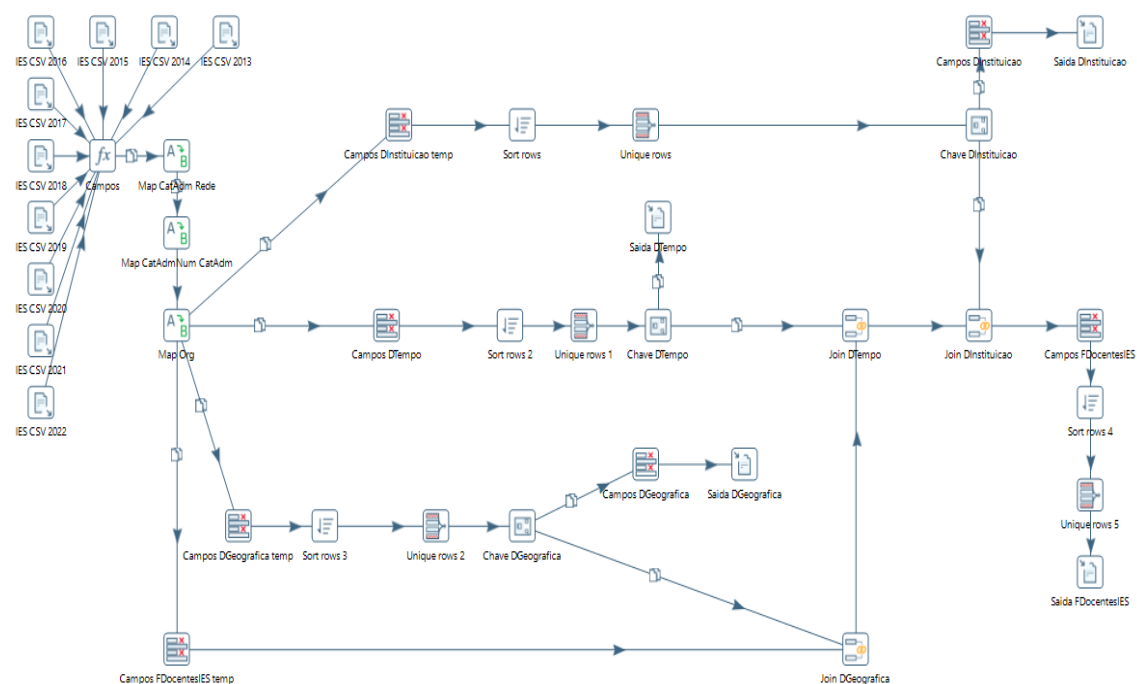 IES CSV 2016
IES CSV 2015
IES CSV 2014
IES CSV 2013
Campos DInstituicao
Saida DInstituicao
IES CSV 2017
fx
A B
Campos DInstituicao temp
Sort rows
Unique rows
Chave DInstituicao
IES CSV 2018
Campos
Map CatAdm Rede
IES CSV 2019
A B
Saida DTempo
Map CatAdmNum CatAdm
IES CSV 2020
A B
Map Org
Campos DTempo
Sort rows 2
Unique rows 1
Chave DTempo
Join DTempo
Join DInstituicao
Campos FDocentesIES
IES CSV 2021
IES CSV 2022
Sort rows 4
Campos DGeografica
Saida DGeografica
Unique rows 5
Campos DGeografica temp
Sort rows 3
Unique rows 2
Chave DGeografica
Saida FDocentesIES
Campos FDocentesIES temp
Join DGeografica